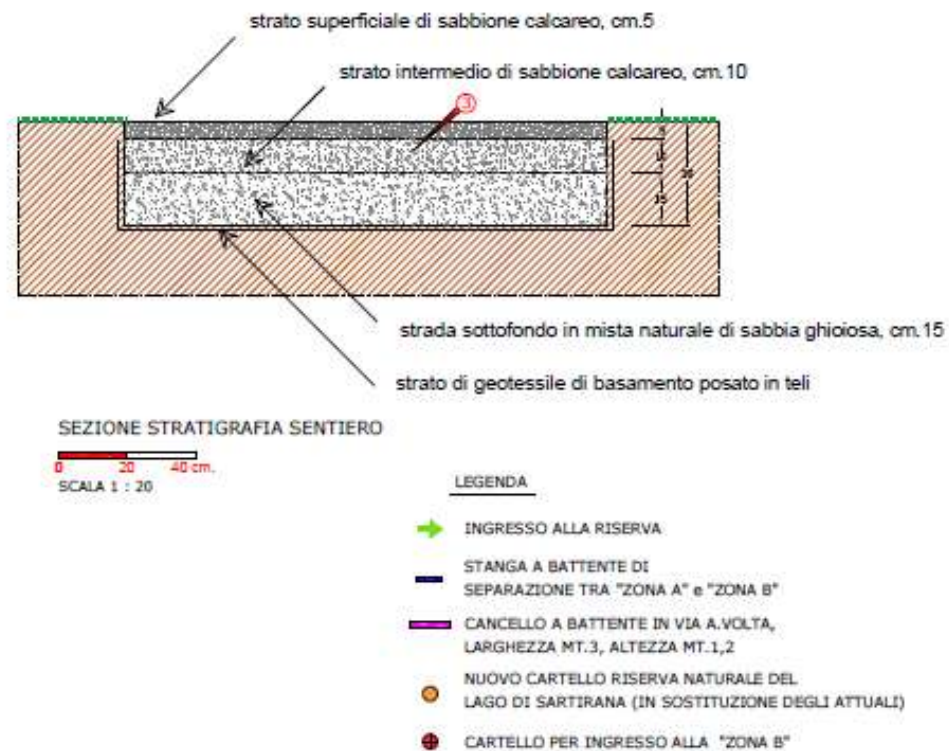 strato superficiale di sabbione calcareo, cm.5
strato intermedio di sabbione calcareo, cm.10
3
5
10
15
strada sottofondo in mista naturale di sabbia ghioiosa, cm.15
strato di geotessile di basamento posato in teli
SEZIONE STRATIGRAFIA SENTIERO
0 20 40 cm.
SCALA 1 : 20
LEGENDA
INGRESSO ALLA RISERVA
STANGA A BATTENTE DI
SEPARAZIONE TRA "ZONA A" e "ZONA B"
CANCELLO A BATTENTE IN VIA A.VOLTA,
LARGHEZZA MT.3, ALTEZZA MT.1,2
NUOVO CARTELLO RISERVA NATURALE DEL
LAGO DI SARTIRANA (IN SOSTITUZIONE DEGLI ATTUALI)
CARTELLO PER INGRESSO ALLA "ZONA B"